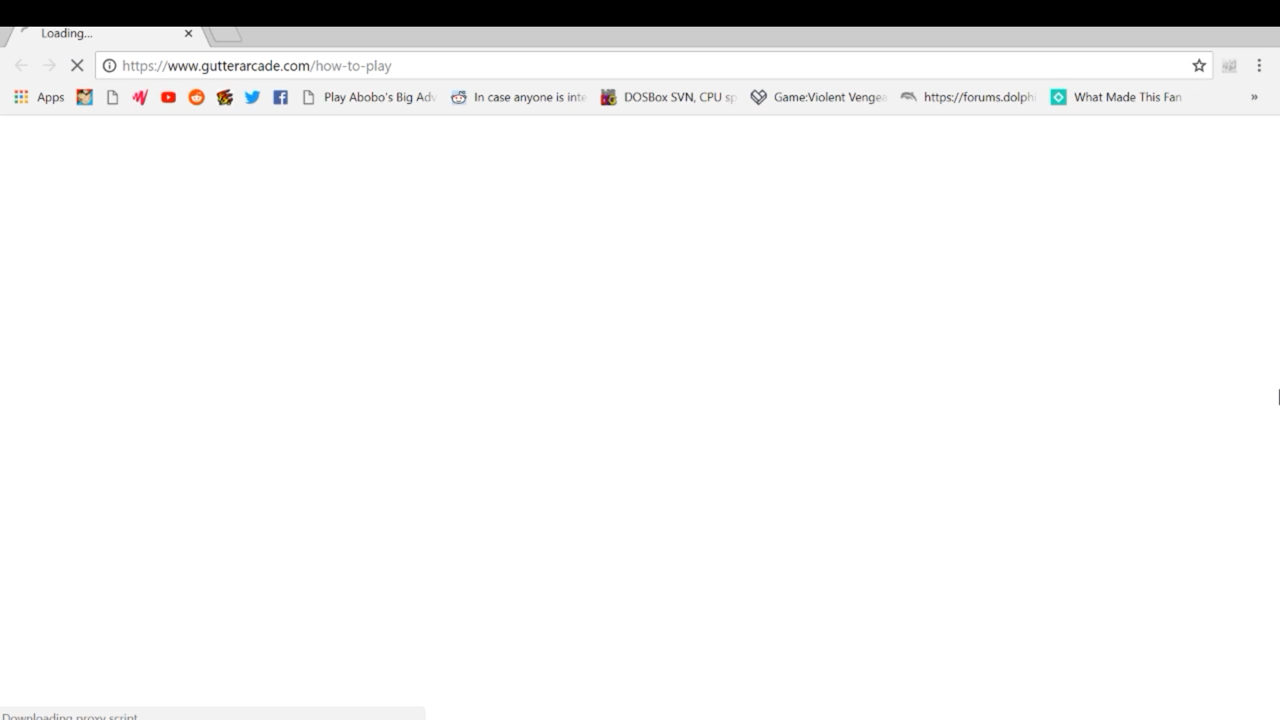 Loading...
https://www.gutterarcade.com/how-to-play
Apps Play Abobo's Big Adv In case anyone is inte DOSBox SVN, CPU sp Game:Violent Vengea https://forums.dolphi What Made This Fan »
Downloading proxy script